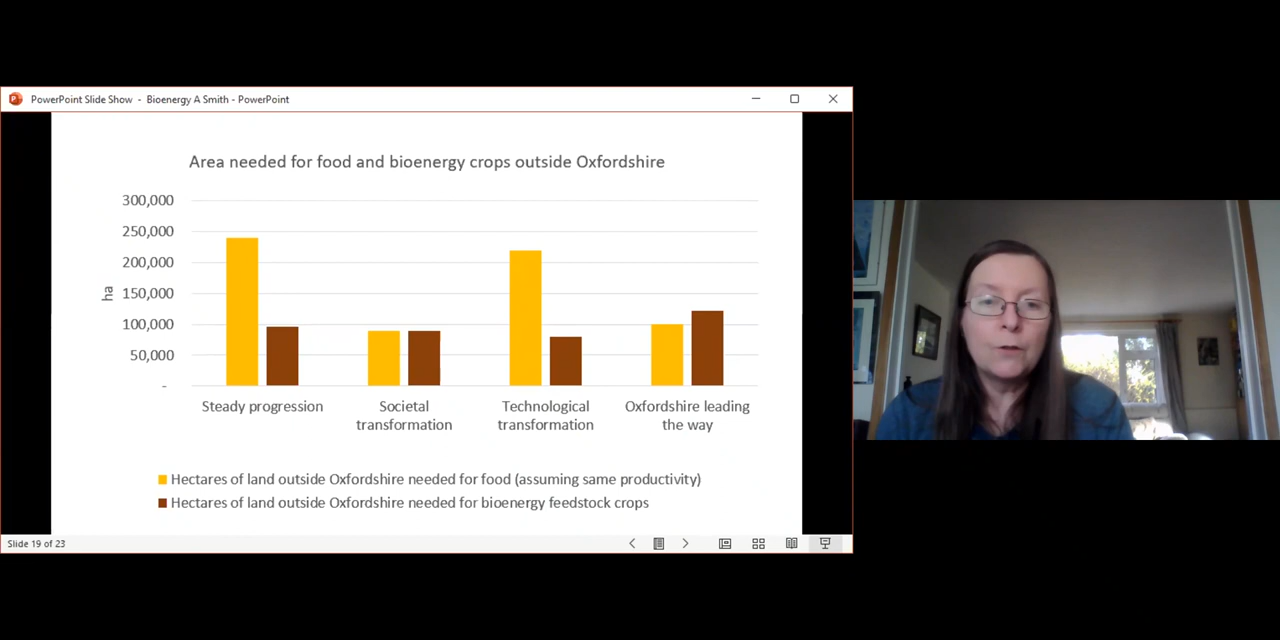 PowerPoint Slide Show - Bioenergy A Smith - PowerPoint
Area needed for food and bioenergy crops outside Oxfordshire
300,000
250,000
200,000
150,000
100,000
50,000
-
ha
Steady progression
Societal
transformation
Technological
transformation
Oxfordshire leading
the way
Hectares of land outside Oxfordshire needed for food (assuming same productivity)
Hectares of land outside Oxfordshire needed for bioenergy feedstock crops
Slide 19 of 23